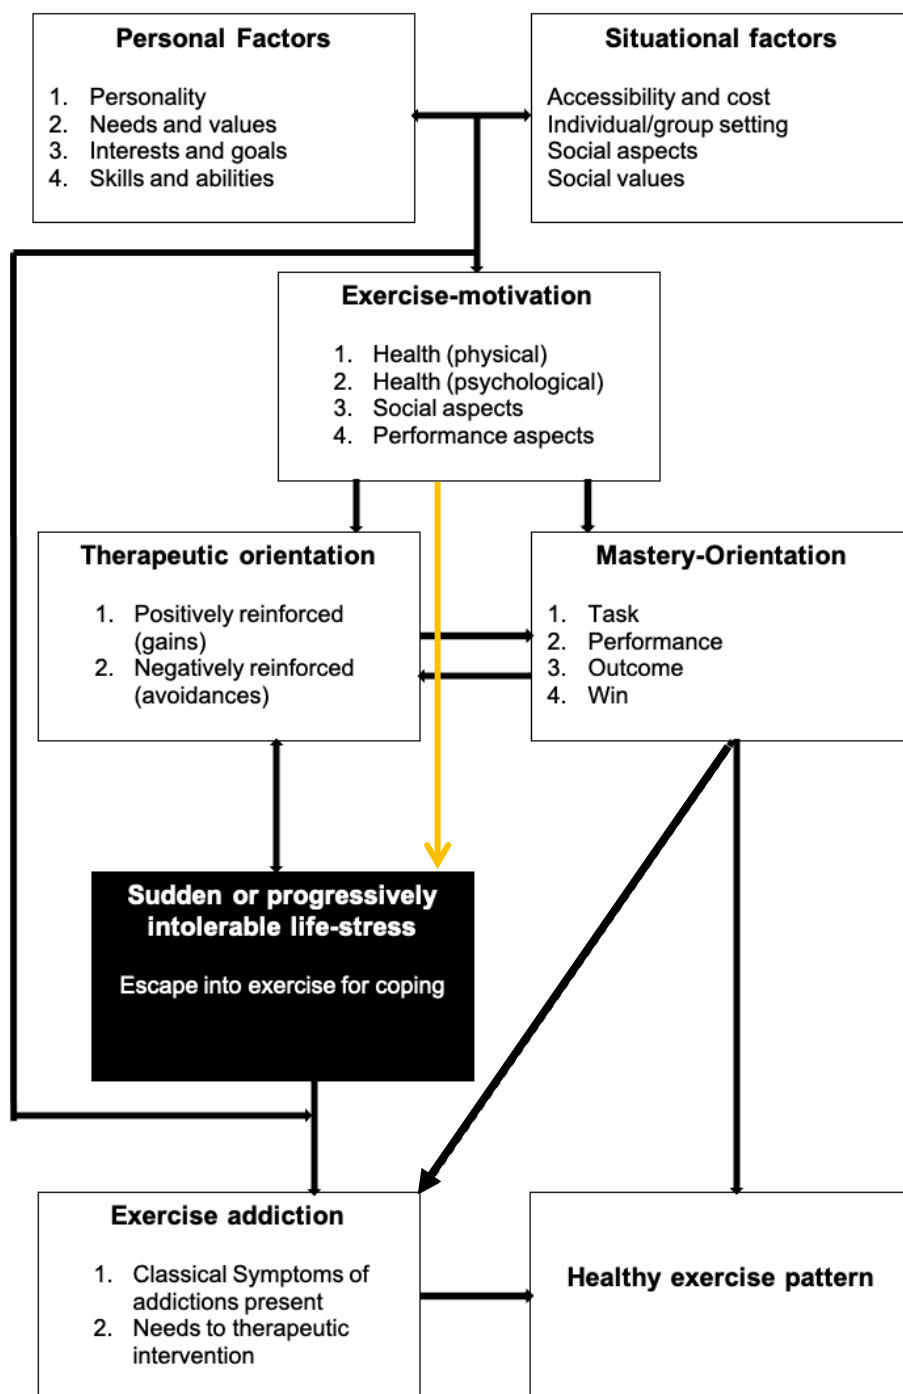 Personal Factors
1. Personality
2. Needs and values
3. Interests and goals
4. Skills and abilities
Situational factors
Accessibility and cost
Individual/group setting
Social aspects
Social values
Exercise-motivation
1. Health (physical)
2. Health (psychological)
3. Social aspects
4. Performance aspects
Therapeutic orientation
1. Positively reinforced
(gains)
2. Negatively reinforced
(avoidances)
Mastery-Orientation
1. Task
2. Performance
3. Outcome
4. Win
Sudden or progressively
intolerable life-stress
Escape into exercise for coping
Exercise addiction
1. Classical Symptoms of
addictions present
2. Needs to therapeutic
intervention
Healthy exercise pattern